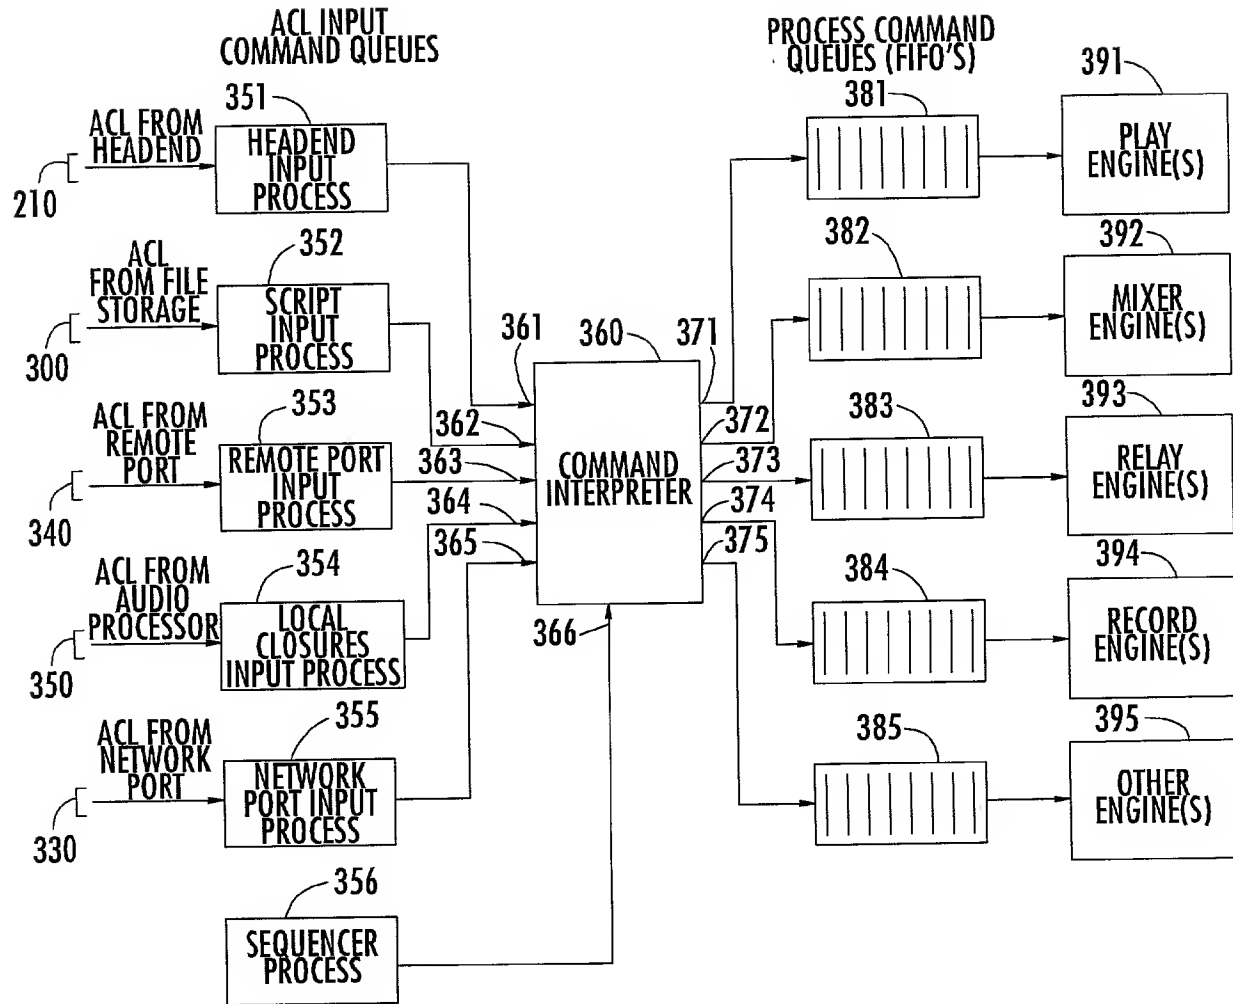 ACL INPUT
COMMAND QUEUES
PROCESS COMMAND
QUEUES (FIFO'S)
351
ACL FROM
HEADEND
210
HEADEND
INPUT
PROCESS
381
391
PLAY
ENGINE(S)
352
ACL
FROM FILE
STORAGE
300
SCRIPT
INPUT
PROCESS
382
392
MIXER
ENGINE(S)
361
360
371
353
ACL FROM
REMOTE
PORT
340
REMOTE PORT
INPUT
PROCESS
362
363
364
365
COMMAND
INTERPRETER
372
373
374
375
383
393
RELAY
ENGINE(S)
354
ACL FROM
AUDIO
PROCESSOR
350
LOCAL
CLOSURES
INPUT PROCESS
366
384
394
RECORD
ENGINE(S)
355
ACL FROM
NETWORK
PORT
330
NETWORK
PORT INPUT
PROCESS
385
395
OTHER
ENGINE(S)
356
SEQUENCER
PROCESS